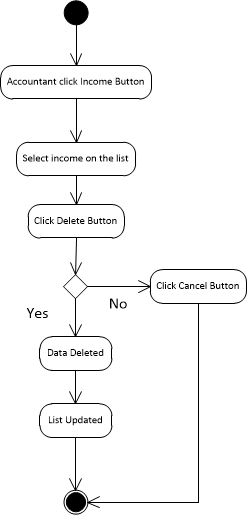 Accountant click Income Button
Select income on the list
Click Delete Button
No
Click Cancel Button
Yes
Data Deleted
List Updated